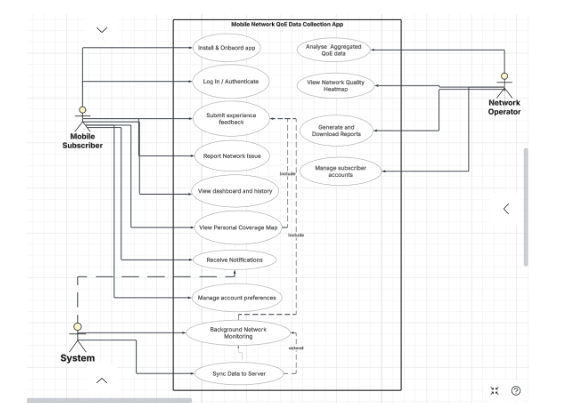 Mobile Network QoE Data Collection App
Install & Onboard app
Analyse Aggregated
QoE data
Log In / Authenticate
View Network Quality
Heatmap
Network
Operator
Submit experience
feedback
Mobile
Subscriber
Generate and
Download Reports
Report Network Issue
Manage subscriber
accounts
include
View dashboard and history
View Personal Coverage Map
include
Receive Notifications
Manage account preferences
Background Network
Monitoring
System
extend
Sync Data to Server